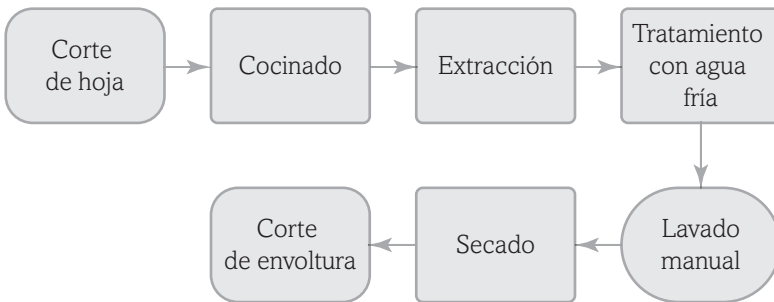 Corte
de hoja
Cocinado
Extracción
Tratamiento
con agua
fría
Lavado
manual
Secado
Corte
de envoltura